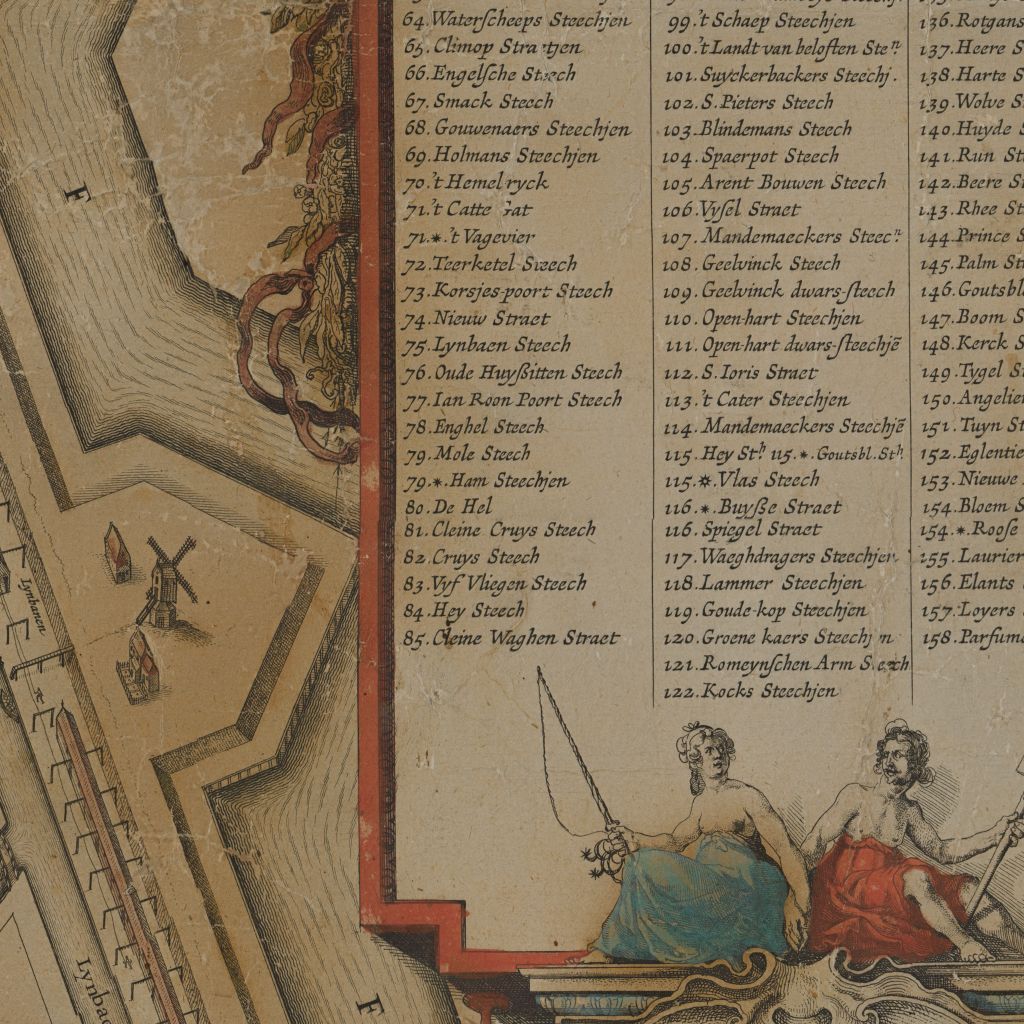 64. Waterscheeps Steechjen
65. Climop Straetjen
66. Engelsche Steech
67. Smack Steech
68. Gouwenaers Steechjen
69. Holmans Steechjen
70. 't Hemelryck
71. 't Catte Gat
71.* 't Vagevier
72. Teerketel Steech
73. Korsjes-poort Steech
74. Nieuw Straet
75. Lynbaen Steech
76. Oude Huyßitten Steech
77. Ian Roon Poort Steech
78. Enghel Steech
79. Mole Steech
79.* Ham Steechjen
80. De Hel
81. Cleine Cruys Steech
82. Cruys Steech
83. Vyf Vliegen Steech
84. Hey Steech
85. Cleine Waghen Straet
99. 't Schaep Steechjen
100. 't Landt van beloften Steⁿ
101. Suyckerbackers Steechj.
102. S. Pieters Steech
103. Blindemans Steech
104. Spaerpot Steech
105. Arent Bouwen Steech
106. Vysel Straet
107. Mandemaeckers Steecⁿ
108. Geelvinck Steech
109. Geelvinck dwars-steech
110. Open-hart Steechjen
111. Open-hart dwars-steechjē
112. S. Ioris Straet
113. 't Cater Steechjen
114. Mandemaeckers Steechjē
115. Hey Stʰ 115.* Goutsbl. Stʰ
115.* Vlas Steech
116.* Buyße Straet
116. Spiegel Straet
117. Waeghdragers Steechjen
118. Lammer Steechjen
119. Goude-kop Steechjen
120. Groene kaers Steechjen
121. Romeynschen Arm Steech
122. Kocks Steechjen
136. Rotgans
137. Heere S
138. Harte S
139. Wolve S
140. Huyde S
141. Run St
142. Beere St
143. Rhee St
144. Prince S
145. Palm St
146. Goutsbl
147. Boom S
148. Kerck S
149. Tygel S
150. Angelier
151. Tuyn St
152. Eglentie
153. Nieuwe
154. Bloem S
154.* Roose
155. Laurier
156. Elants
157. Loyers
158. Parfum
F
Lynbanen
Æ
Lynba
F